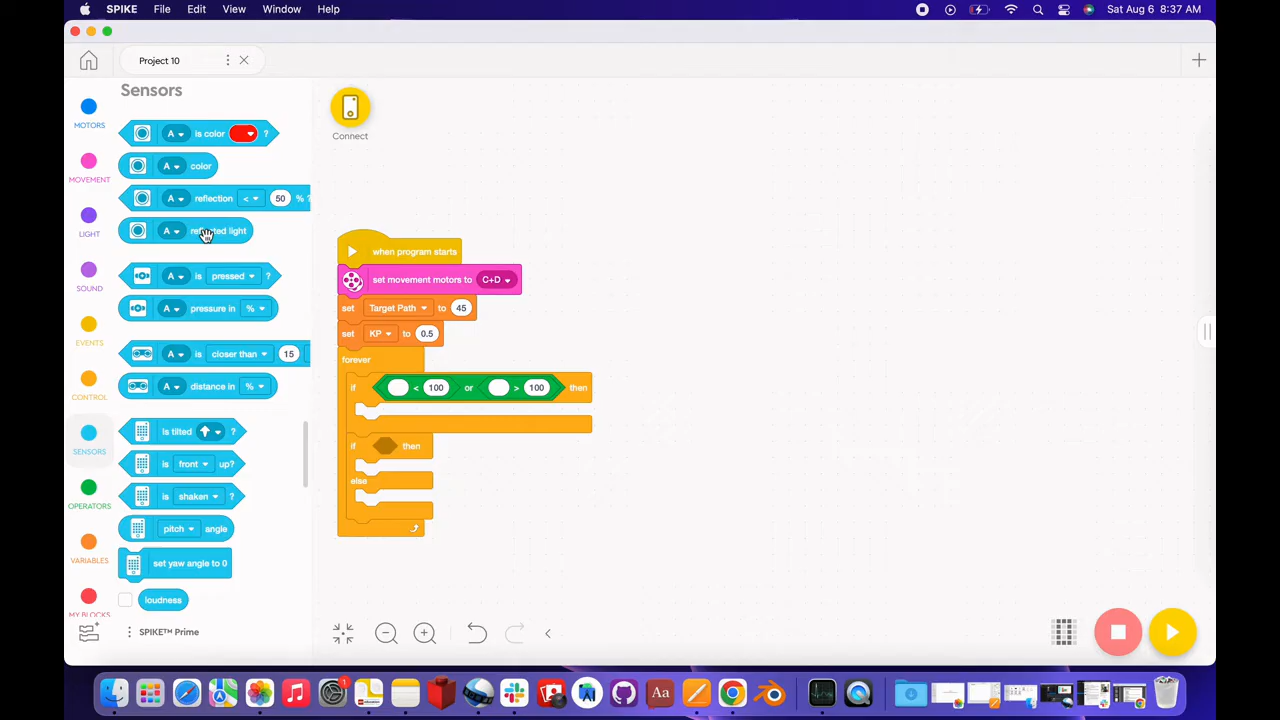 SPIKE File Edit View Window Help Sat Aug 6 8:37 AM
Project 10
Sensors
Connect
MOTORS
MOVEMENT
LIGHT
SOUND
EVENTS
CONTROL
SENSORS
OPERATORS
VARIABLES
MY BLOCKS
A is color ?
A color
A reflection < 50 % ?
A reflected light
A is pressed ?
A pressure in %
A is closer than 15
A distance in %
is tilted ?
is front up?
is shaken ?
pitch angle
set yaw angle to 0
loudness
SPIKE™ Prime
when program starts
set movement motors to C+D
set Target Path to 45
set KP to 0.5
forever
if < 100 or > 100 then
if then
else
1
Aa